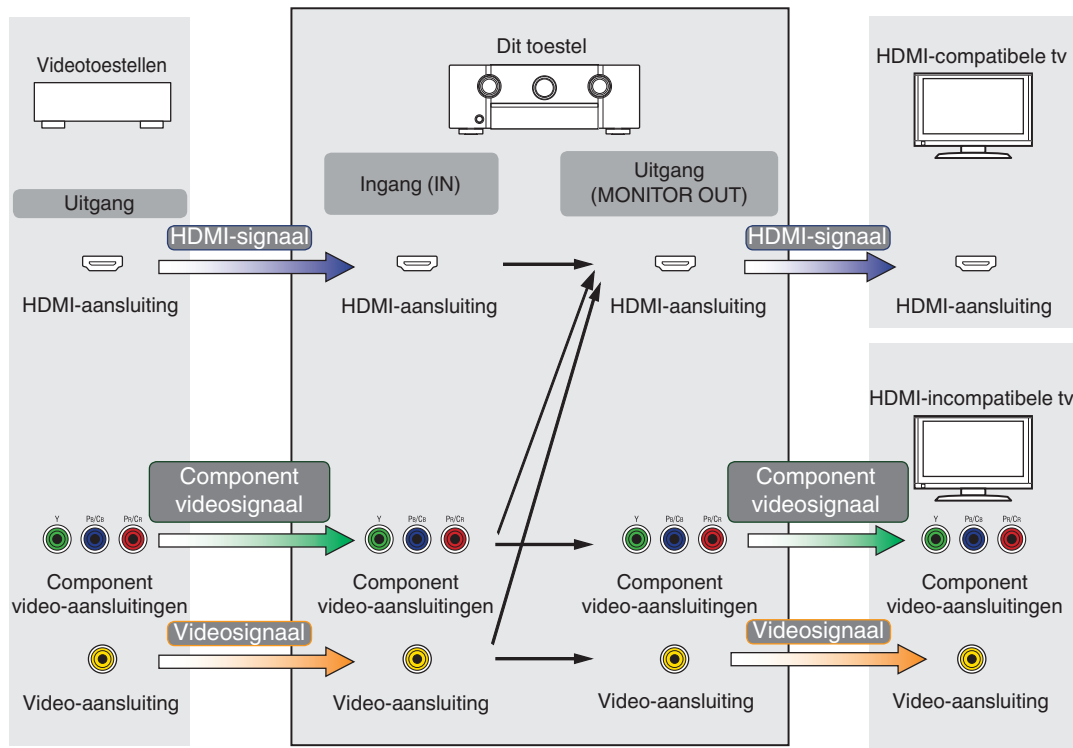 Videotoestellen
Dit toestel
HDMI-compatibele tv
Uitgang
Ingang (IN)
Uitgang
(MONITOR OUT)
HDMI-signaal
HDMI-signaal
HDMI-aansluiting
HDMI-aansluiting
HDMI-aansluiting
HDMI-aansluiting
HDMI-incompatibele tv
Component
videosignaal
Component
videosignaal
Y PB/CB PR/CR
Y PB/CB PR/CR
Y PB/CB PR/CR
Y PB/CB PR/CR
Component
video-aansluitingen
Component
video-aansluitingen
Component
video-aansluitingen
Component
video-aansluitingen
Videosignaal
Videosignaal
Video-aansluiting
Video-aansluiting
Video-aansluiting
Video-aansluiting